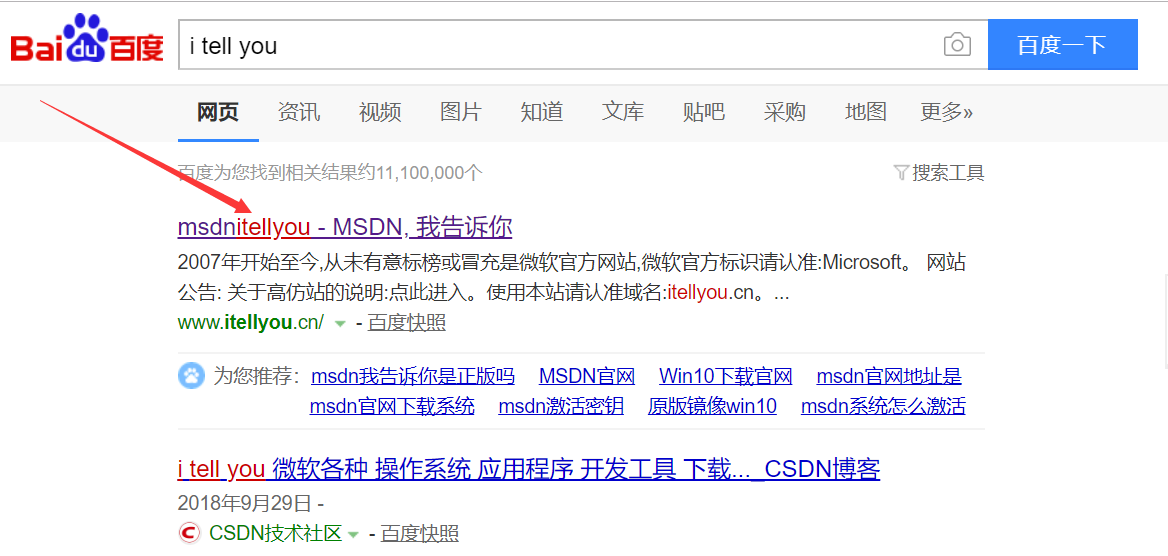 Bai du 百度 i tell you 百度一下
网页 资讯 视频 图片 知道 文库 贴吧 采购 地图 更多»
百度为您找到相关结果约11,100,000个 搜索工具
msdnitellyou - MSDN, 我告诉你
2007年开始至今,从未有意标榜或冒充是微软官方网站,微软官方标识请认准:Microsoft。 网站
公告: 关于高仿站的说明:点此进入。使用本站请认准域名:itellyou.cn。...
www.itellyou.cn/ - 百度快照
为您推荐: msdn我告诉你是正版吗 MSDN官网 Win10下载官网 msdn官网地址是
msdn官网下载系统 msdn激活密钥 原版镜像win10 msdn系统怎么激活
i tell you 微软各种 操作系统 应用程序 开发工具 下载..._CSDN博客
2018年9月29日 -
C CSDN技术社区 - 百度快照